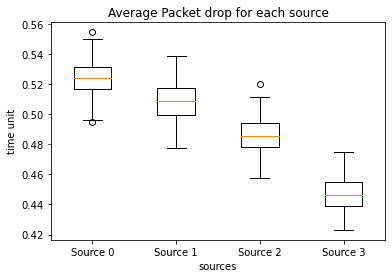 Average Packet drop for each source
time unit
0.56
0.54
0.52
0.50
0.48
0.46
0.44
0.42
Source 0 Source 1 Source 2 Source 3
sources